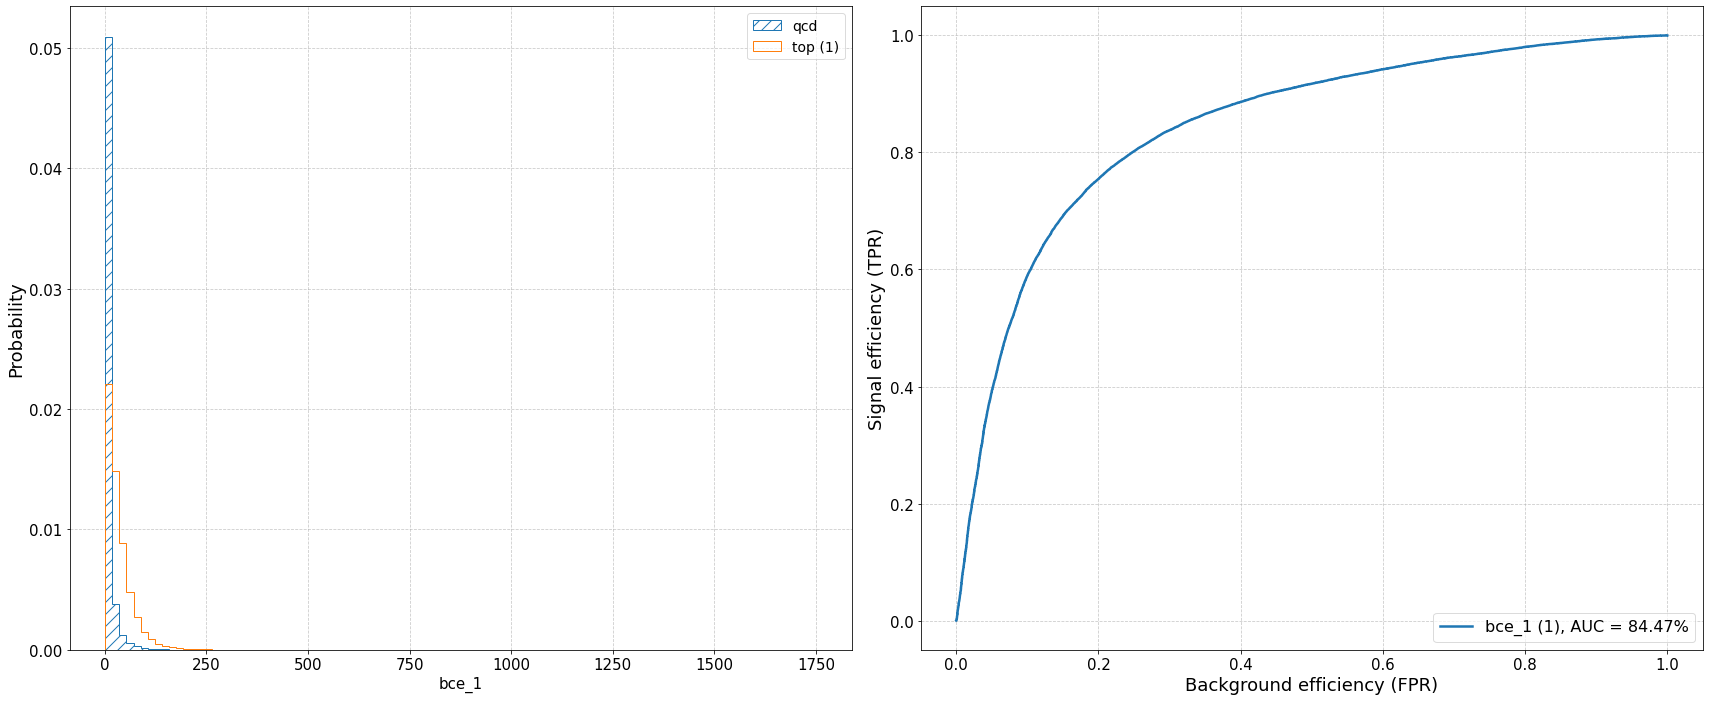 qcd
top (1)
0.05
0.04
0.03
0.02
0.01
0.00
Probability
0 250 500 750 1000 1250 1500 1750
bce_1
1.0
0.8
0.6
0.4
0.2
0.0
Signal efficiency (TPR)
bce_1 (1), AUC = 84.47%
0.0 0.2 0.4 0.6 0.8 1.0
Background efficiency (FPR)